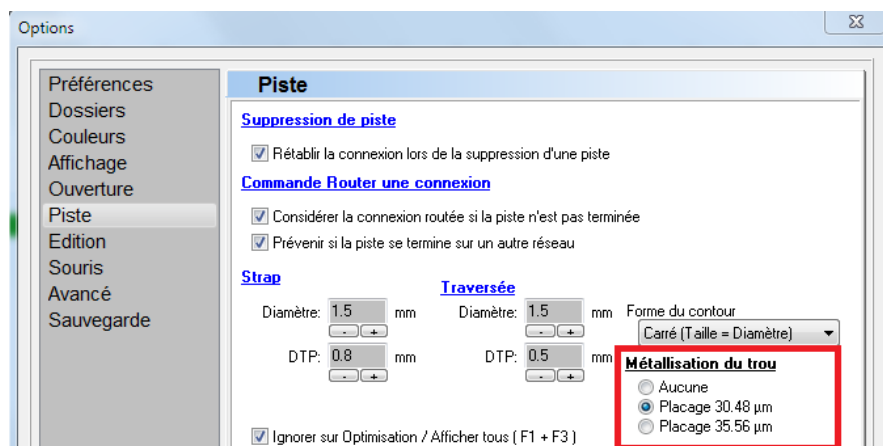 Options
Préférences
Dossiers
Couleurs
Affichage
Ouverture
Piste
Edition
Souris
Avancé
Sauvegarde
Piste
Suppression de piste
Rétablir la connexion lors de la suppression d'une piste
Commande Router une connexion
Considérer la connexion routée si la piste n'est pas terminée
Prévenir si la piste se termine sur un autre réseau
Strap
Diamètre: 1.5 mm
- +
DTP: 0.8 mm
- +
Traversée
Diamètre: 1.5 mm
- +
DTP: 0.5 mm
- +
Forme du contour
Carré (Taille = Diamètre)
Métallisation du trou
Aucune
Placage 30.48 µm
Placage 35.56 µm
Ignorer sur Optimisation / Afficher tous ( F1 + F3 )